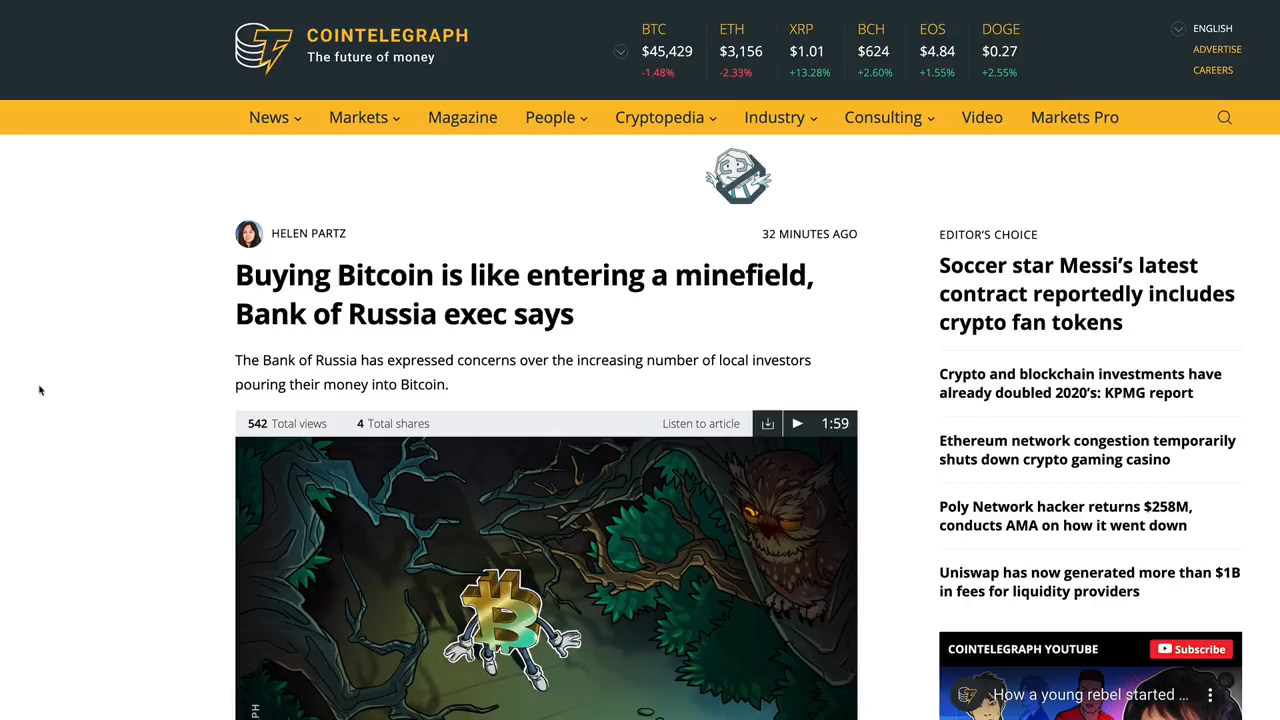 COINTELEGRAPH
The future of money
BTC ETH XRP BCH EOS DOGE
$45,429 $3,156 $1.01 $624 $4.84 $0.27
-1.48% -2.33% +13.28% +2.60% +1.55% +2.55%
ENGLISH
ADVERTISE
CAREERS
News Markets Magazine People Cryptopedia Industry Consulting Video Markets Pro
HELEN PARTZ
32 MINUTES AGO
Buying Bitcoin is like entering a minefield,
Bank of Russia exec says
The Bank of Russia has expressed concerns over the increasing number of local investors
pouring their money into Bitcoin.
542 Total views 4 Total shares Listen to article 1:59
EDITOR'S CHOICE
Soccer star Messi's latest
contract reportedly includes
crypto fan tokens
Crypto and blockchain investments have
already doubled 2020's: KPMG report
Ethereum network congestion temporarily
shuts down crypto gaming casino
Poly Network hacker returns $258M,
conducts AMA on how it went down
Uniswap has now generated more than $1B
in fees for liquidity providers
COINTELEGRAPH YOUTUBE Subscribe
How a young rebel started ...